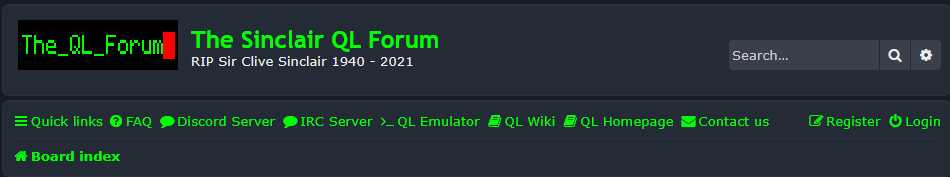 The_QL_Forum
The Sinclair QL Forum
RIP Sir Clive Sinclair 1940 - 2021
Search…
Quick links FAQ Discord Server IRC Server >_ QL Emulator QL Wiki QL Homepage Contact us Register Login
Board index